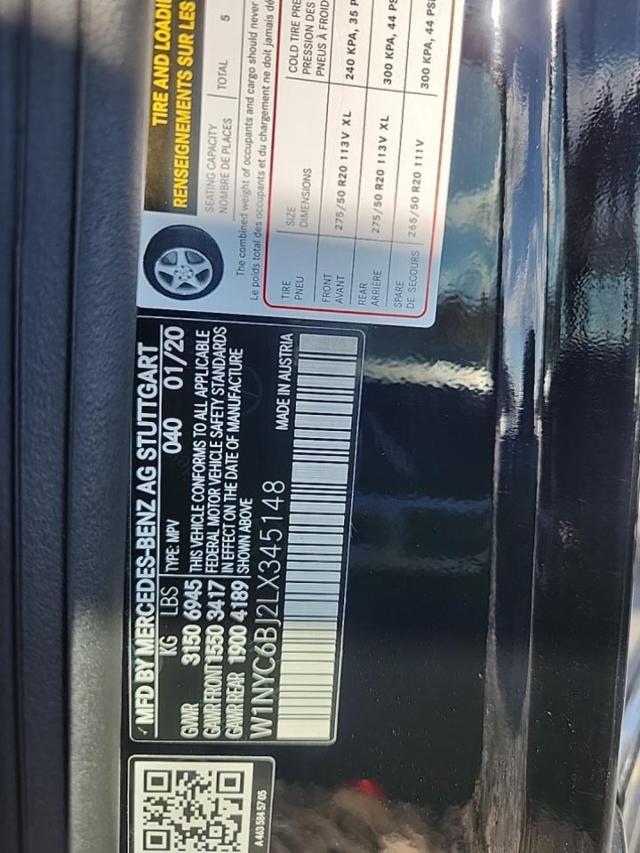 MFD BY MERCEDES-BENZ AG STUTTGART
KG LBS TYPE: MPV 040 01/20
GVWR 3150 6945 THIS VEHICLE CONFORMS TO ALL APPLICABLE
GAWR FRONT 1550 3417 FEDERAL MOTOR VEHICLE SAFETY STANDARDS
GAWR REAR 1900 4189 IN EFFECT ON THE DATE OF MANUFACTURE
SHOWN ABOVE
W1NYC6BJ2LX345148 MADE IN AUSTRIA
A 463 584 57 05
TIRE AND LOADI
RENSEIGNEMENTS SUR LES
SEATING CAPACITY
NOMBRE DE PLACES
TOTAL 5
The combined weight of occupants and cargo should never
Le poids total des occupants et du chargement ne doit jamais dé
TIRE SIZE COLD TIRE PRE
PNEU DIMENSIONS PRESSION DES
PNEUS À FROID
FRONT 275/50 R20 113V XL 240 KPA, 35 P
AVANT
REAR 275/50 R20 113V XL 300 KPA, 44 PS
ARRIÈRE
SPARE 265/50 R20 111V 300 KPA, 44 PSI
DE SECOURS